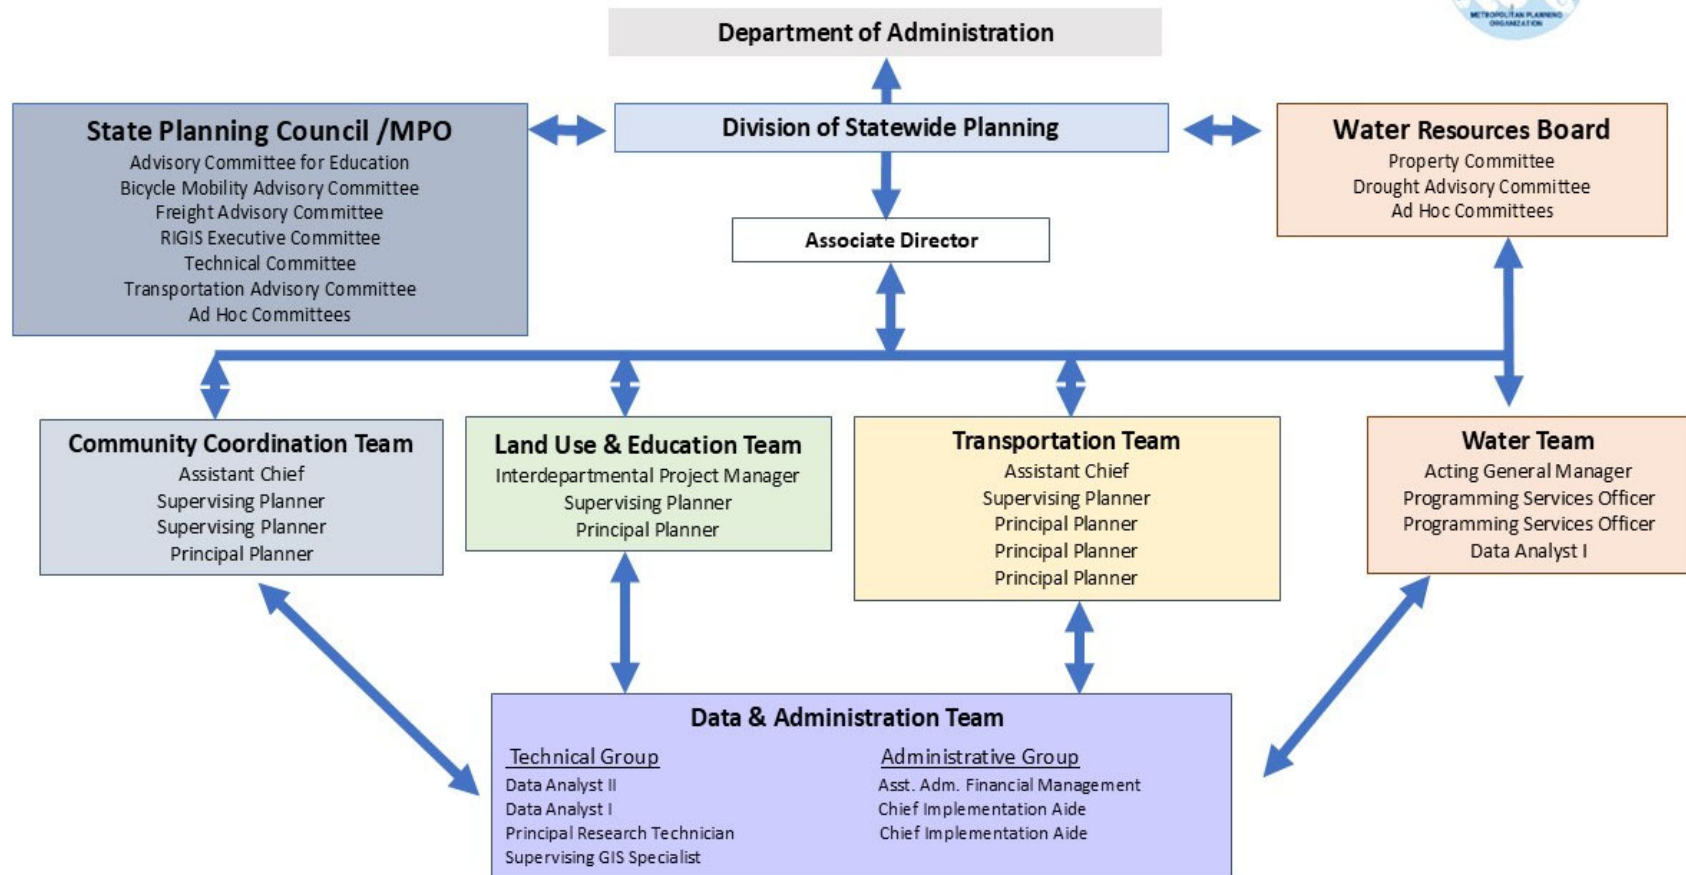 METROPOLITAN PLANNING
ORGANIZATION
Department of Administration
State Planning Council /MPO
Advisory Committee for Education
Bicycle Mobility Advisory Committee
Freight Advisory Committee
RIGIS Executive Committee
Technical Committee
Transportation Advisory Committee
Ad Hoc Committees
Division of Statewide Planning
Water Resources Board
Property Committee
Drought Advisory Committee
Ad Hoc Committees
Associate Director
Community Coordination Team
Assistant Chief
Supervising Planner
Supervising Planner
Principal Planner
Land Use & Education Team
Interdepartmental Project Manager
Supervising Planner
Principal Planner
Transportation Team
Assistant Chief
Supervising Planner
Principal Planner
Principal Planner
Principal Planner
Water Team
Acting General Manager
Programming Services Officer
Programming Services Officer
Data Analyst I
Data & Administration Team
Technical Group
Data Analyst II
Data Analyst I
Principal Research Technician
Supervising GIS Specialist
Administrative Group
Asst. Adm. Financial Management
Chief Implementation Aide
Chief Implementation Aide